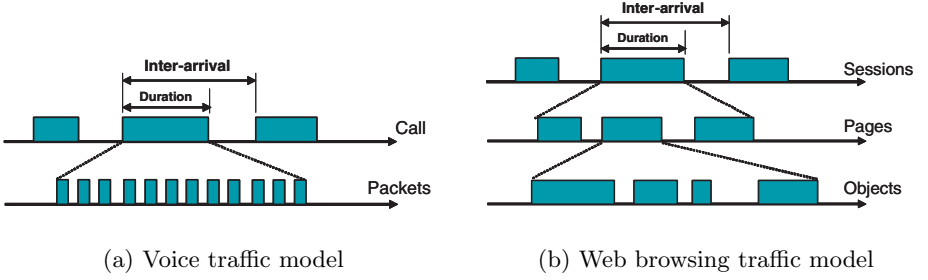 Inter-arrival
Duration
Call
Packets
(a) Voice traffic model
Inter-arrival
Duration
Sessions
Pages
Objects
(b) Web browsing traffic model